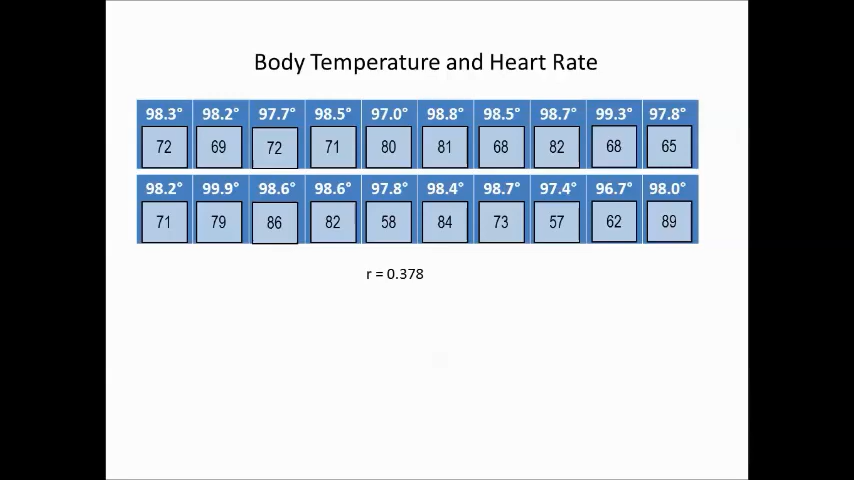 Body Temperature and Heart Rate
98.3° 98.2° 97.7° 98.5° 97.0° 98.8° 98.5° 98.7° 99.3° 97.8°
72 69 72 71 80 81 68 82 68 65
98.2° 99.9° 98.6° 98.6° 97.8° 98.4° 98.7° 97.4° 96.7° 98.0°
71 79 86 82 58 84 73 57 62 89
r = 0.378